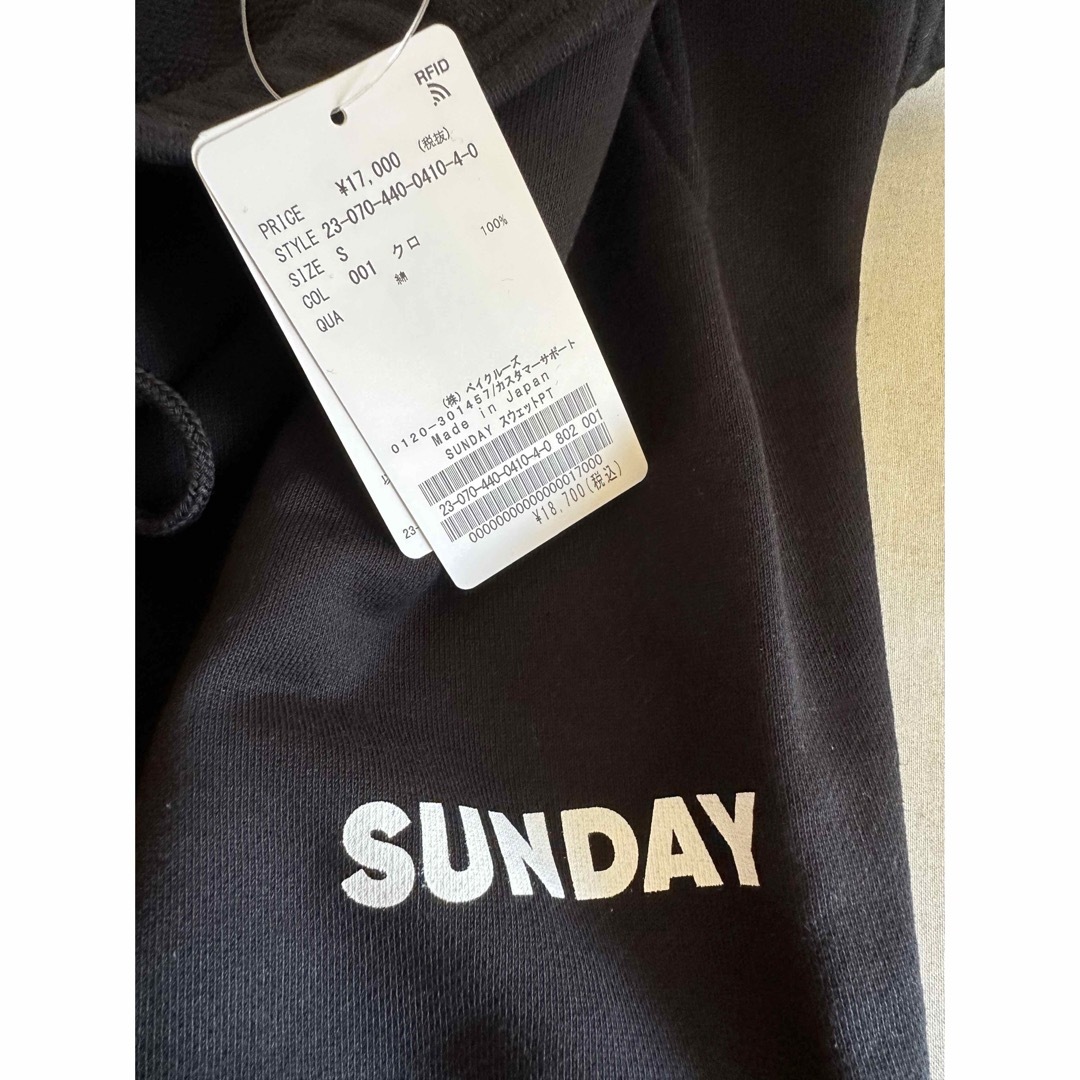 RFID
PRICE ¥17,000 (税抜)
STYLE 23-070-440-0410-4-0
SIZE S
COL 001 クロ
QUA 綿 100%
(株) ベイクルーズ
0120-301457/カスタマーサポート
Made in Japan
SUNDAY スウェットPT
23-070-440-0410-4-0 802 001
0000000000000017000
¥18,700(税込)
23-
SUNDAY